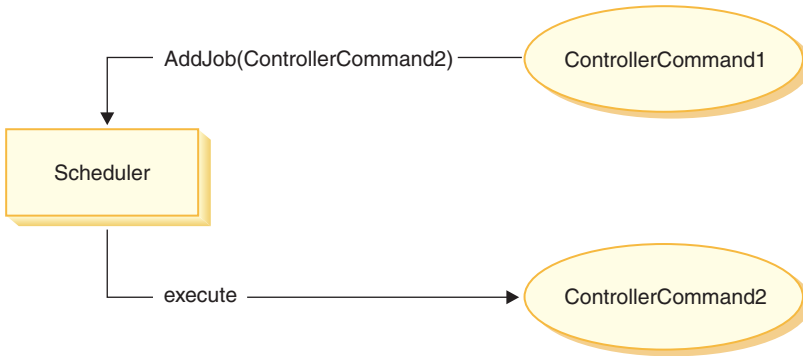 AddJob(ControllerCommand2)
ControllerCommand1
Scheduler
execute
ControllerCommand2